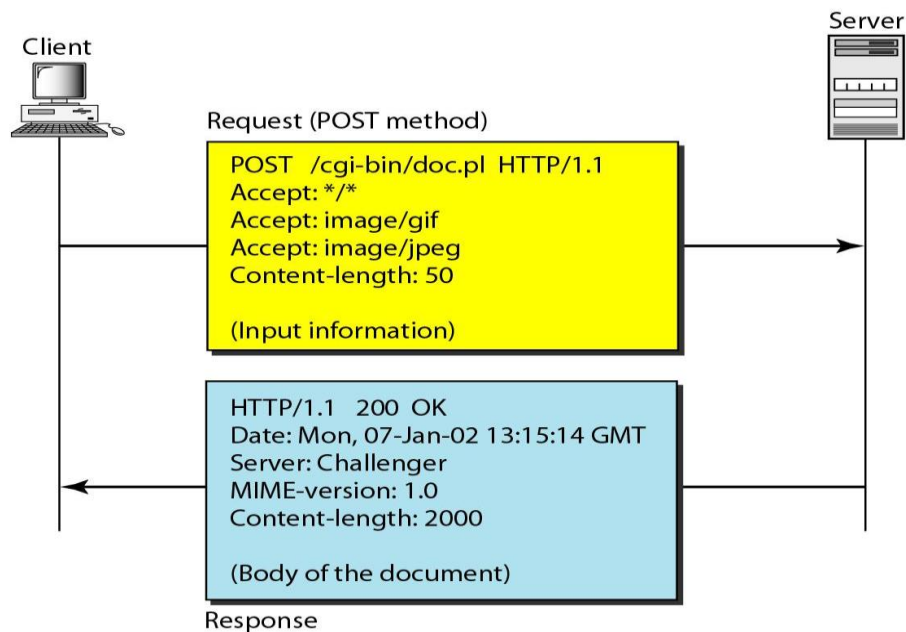 Client
Server
Request (POST method)
POST /cgi-bin/doc.pl HTTP/1.1
Accept: */*
Accept: image/gif
Accept: image/jpeg
Content-length: 50
(Input information)
HTTP/1.1 200 OK
Date: Mon, 07-Jan-02 13:15:14 GMT
Server: Challenger
MIME-version: 1.0
Content-length: 2000
(Body of the document)
Response